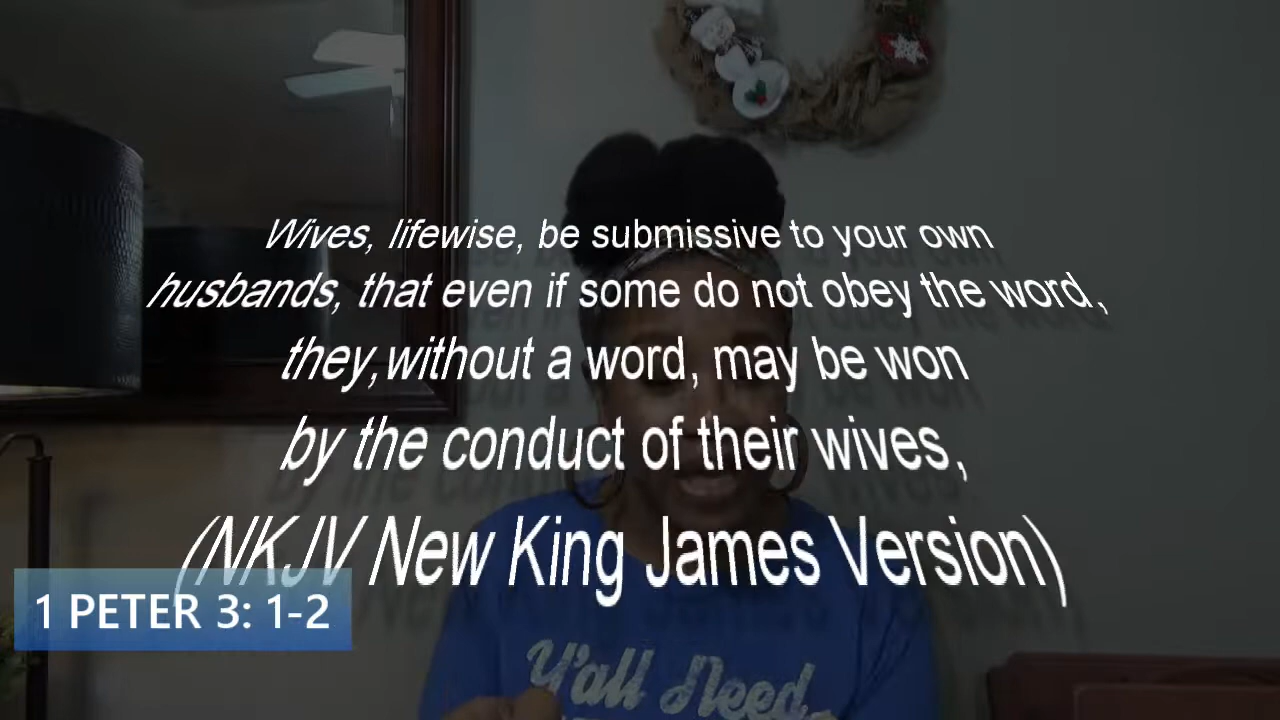 Wives, lifewise, be submissive to your own
husbands, that even if some do not obey the word,
they,without a word, may be won
by the conduct of their wives,
(NKJV New King James Version)
1 PETER 3: 1-2
Y'all Need